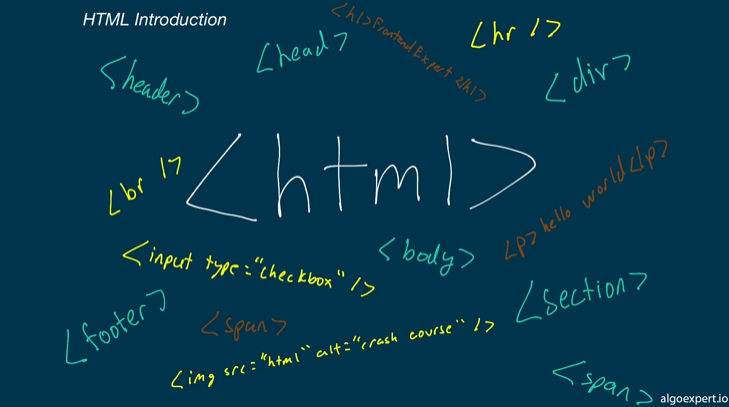 HTML Introduction
<h1>FrontendExpert </h1>
<hr />
<head>
<header>
<div>
<br />
<html>
<p>hello world</p>
<input type="checkbox" />
<body>
<section>
<footer>
<span>
<img src="html" alt="crash course" />
<span>
algoexpert.io